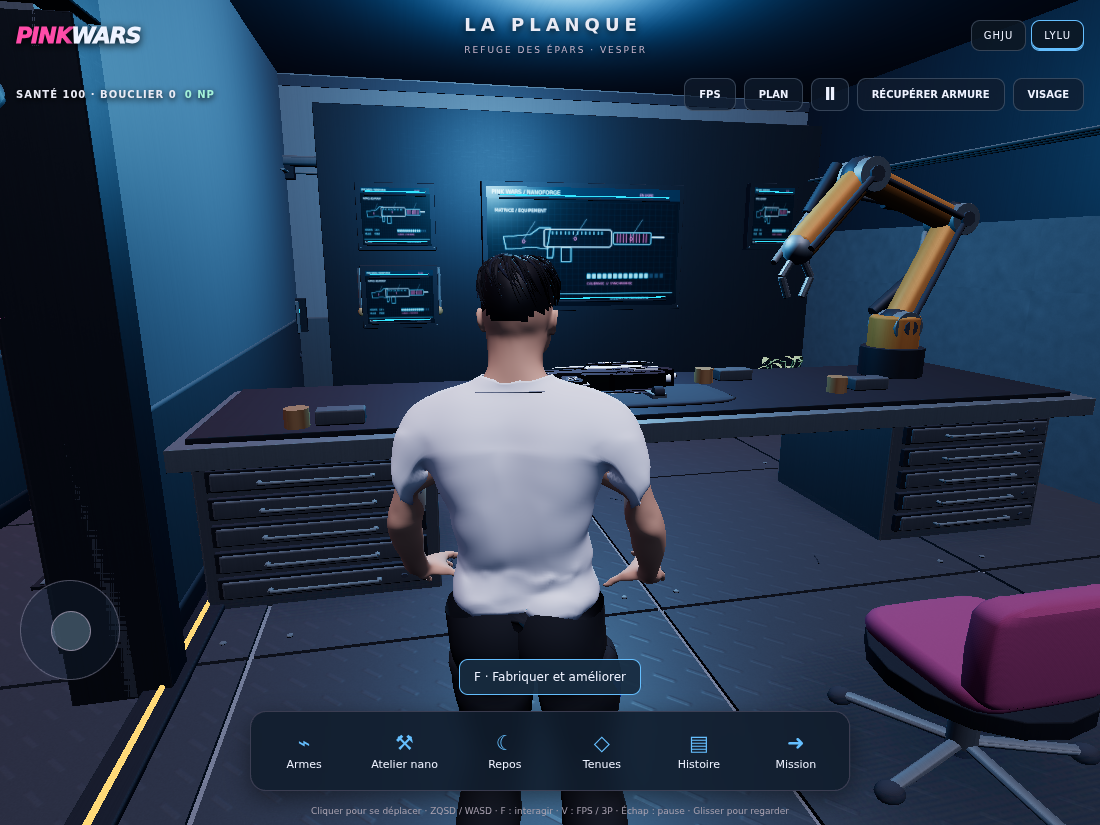 PINKWARS
LA PLANQUE
REFUGE DES ÉPARS · VESPER
GHJU
LYLU
SANTÉ 100 · BOUCLIER 0 0 NP
FPS
PLAN
RÉCUPÉRER ARMURE
VISAGE
PINK WARS / NANOFORGE
MATRICE / EQUIPEMENT
F · Fabriquer et améliorer
Armes
Atelier nano
Repos
Tenues
Histoire
Mission
Cliquer pour se déplacer · ZQSD / WASD · F : interagir · V : FPS / 3P · Échap : pause · Glisser pour regarder